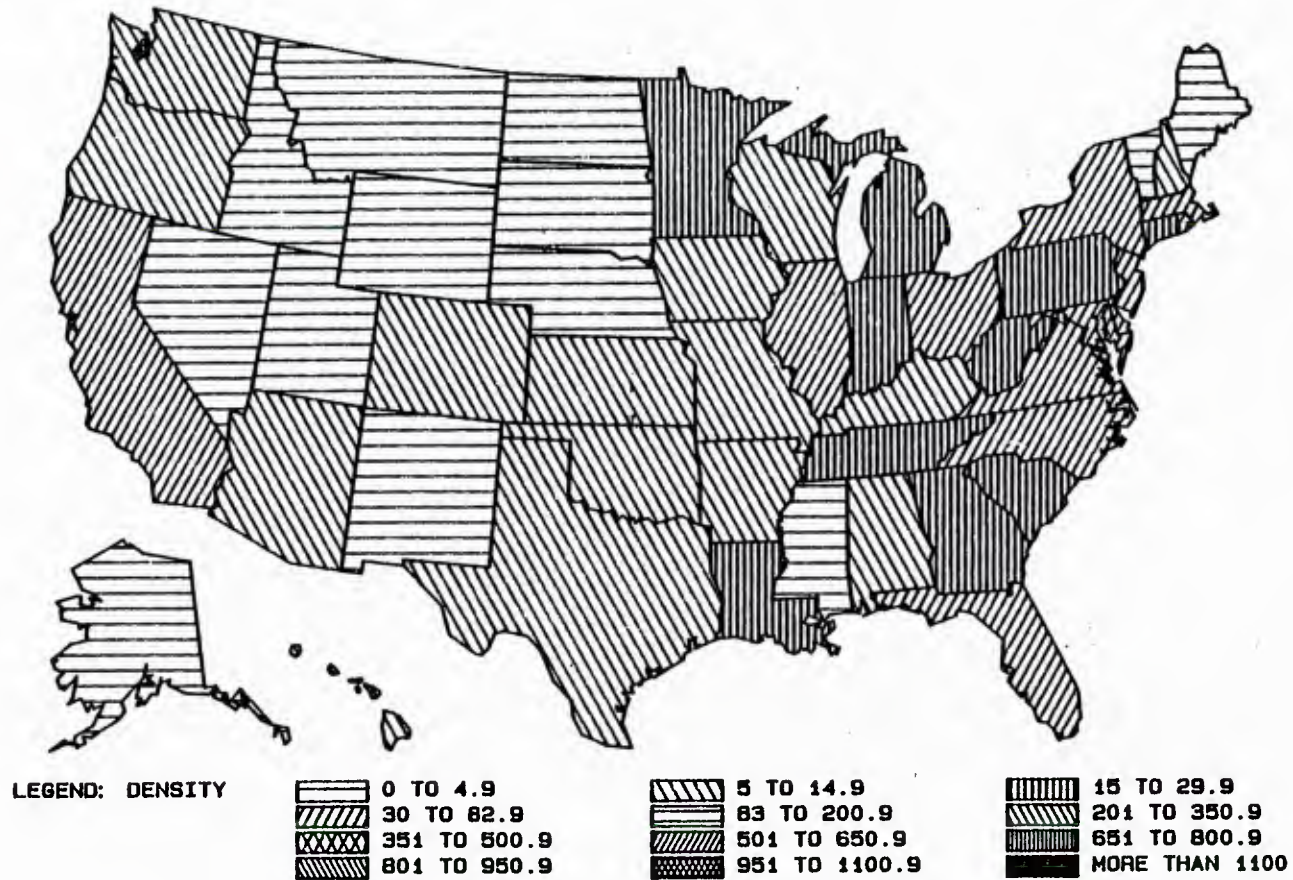 LEGEND: DENSITY 0 TO 4.9 5 TO 14.9 15 TO 29.9
30 TO 82.9 83 TO 200.9 201 TO 350.9
351 TO 500.9 501 TO 650.9 651 TO 800.9
801 TO 950.9 951 TO 1100.9 MORE THAN 1100